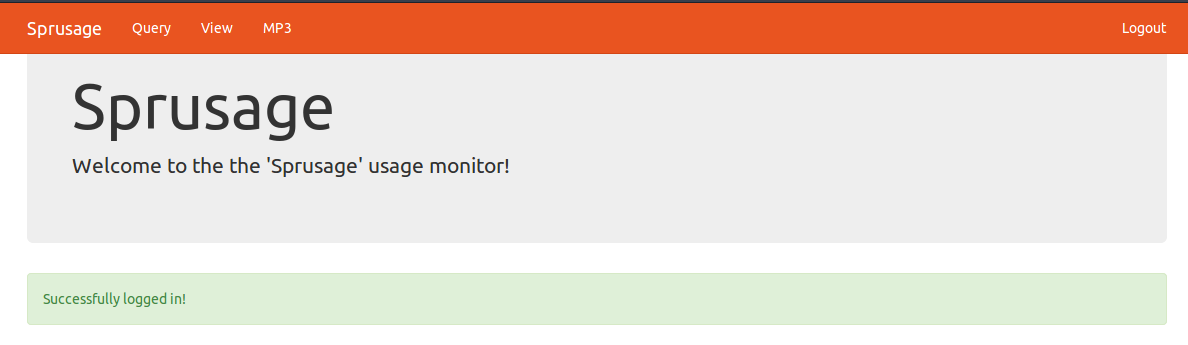 Sprusage Query View MP3 Logout
Sprusage
Welcome to the the 'Sprusage' usage monitor!
Successfully logged in!